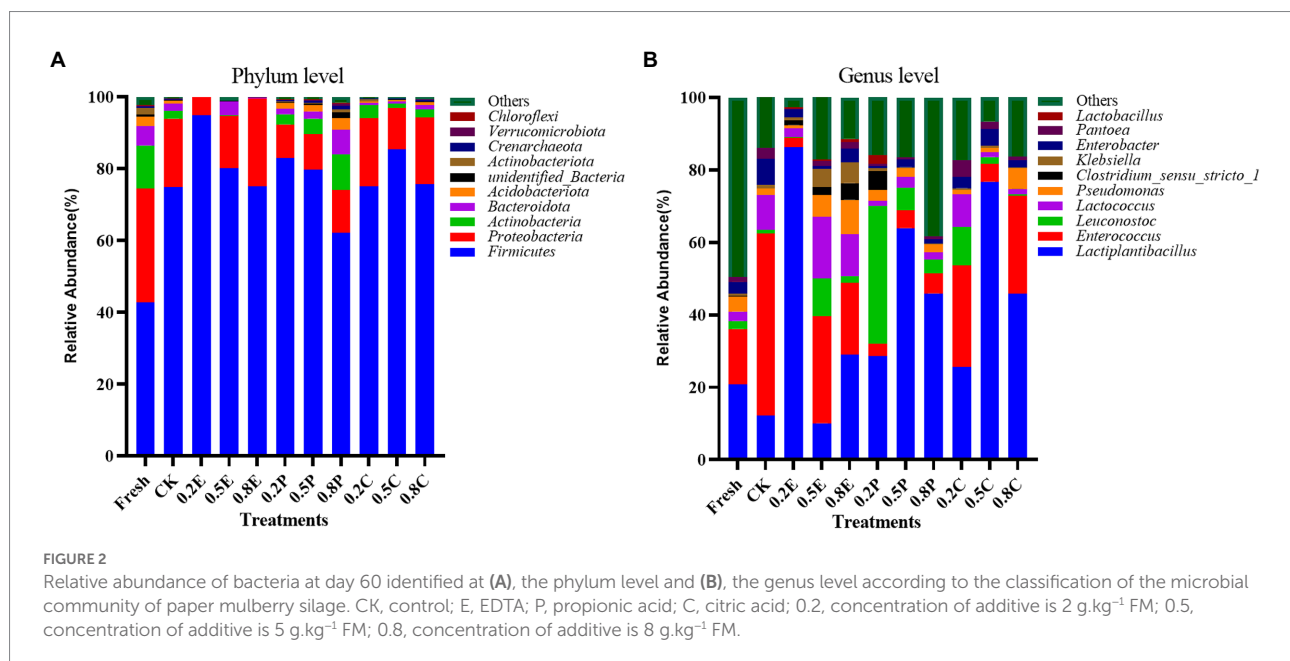 A
Phylum level
Relative Abundance(%)
100
80
60
40
20
0
Fresh CK 0.2E 0.5E 0.8E 0.2P 0.5P 0.8P 0.2C 0.5C 0.8C
Treatments
Others
Chloroflexi
Verrucomicrobiota
Crenarchaeota
Actinobacteriota
unidentified_Bacteria
Acidobacteriota
Bacteroidota
Actinobacteria
Proteobacteria
Firmicutes
B
Genus level
Relative Abundance(%)
100
80
60
40
20
0
Fresh CK 0.2E 0.5E 0.8E 0.2P 0.5P 0.8P 0.2C 0.5C 0.8C
Treatments
Others
Lactobacillus
Pantoea
Enterobacter
Klebsiella
Clostridium_sensu_stricto_1
Pseudomonas
Lactococcus
Leuconostoc
Enterococcus
Lactiplantibacillus
FIGURE 2
Relative abundance of bacteria at day 60 identified at (A), the phylum level and (B), the genus level according to the classification of the microbial
community of paper mulberry silage. CK, control; E, EDTA; P, propionic acid; C, citric acid; 0.2, concentration of additive is 2 g.kg⁻¹ FM; 0.5,
concentration of additive is 5 g.kg⁻¹ FM; 0.8, concentration of additive is 8 g.kg⁻¹ FM.